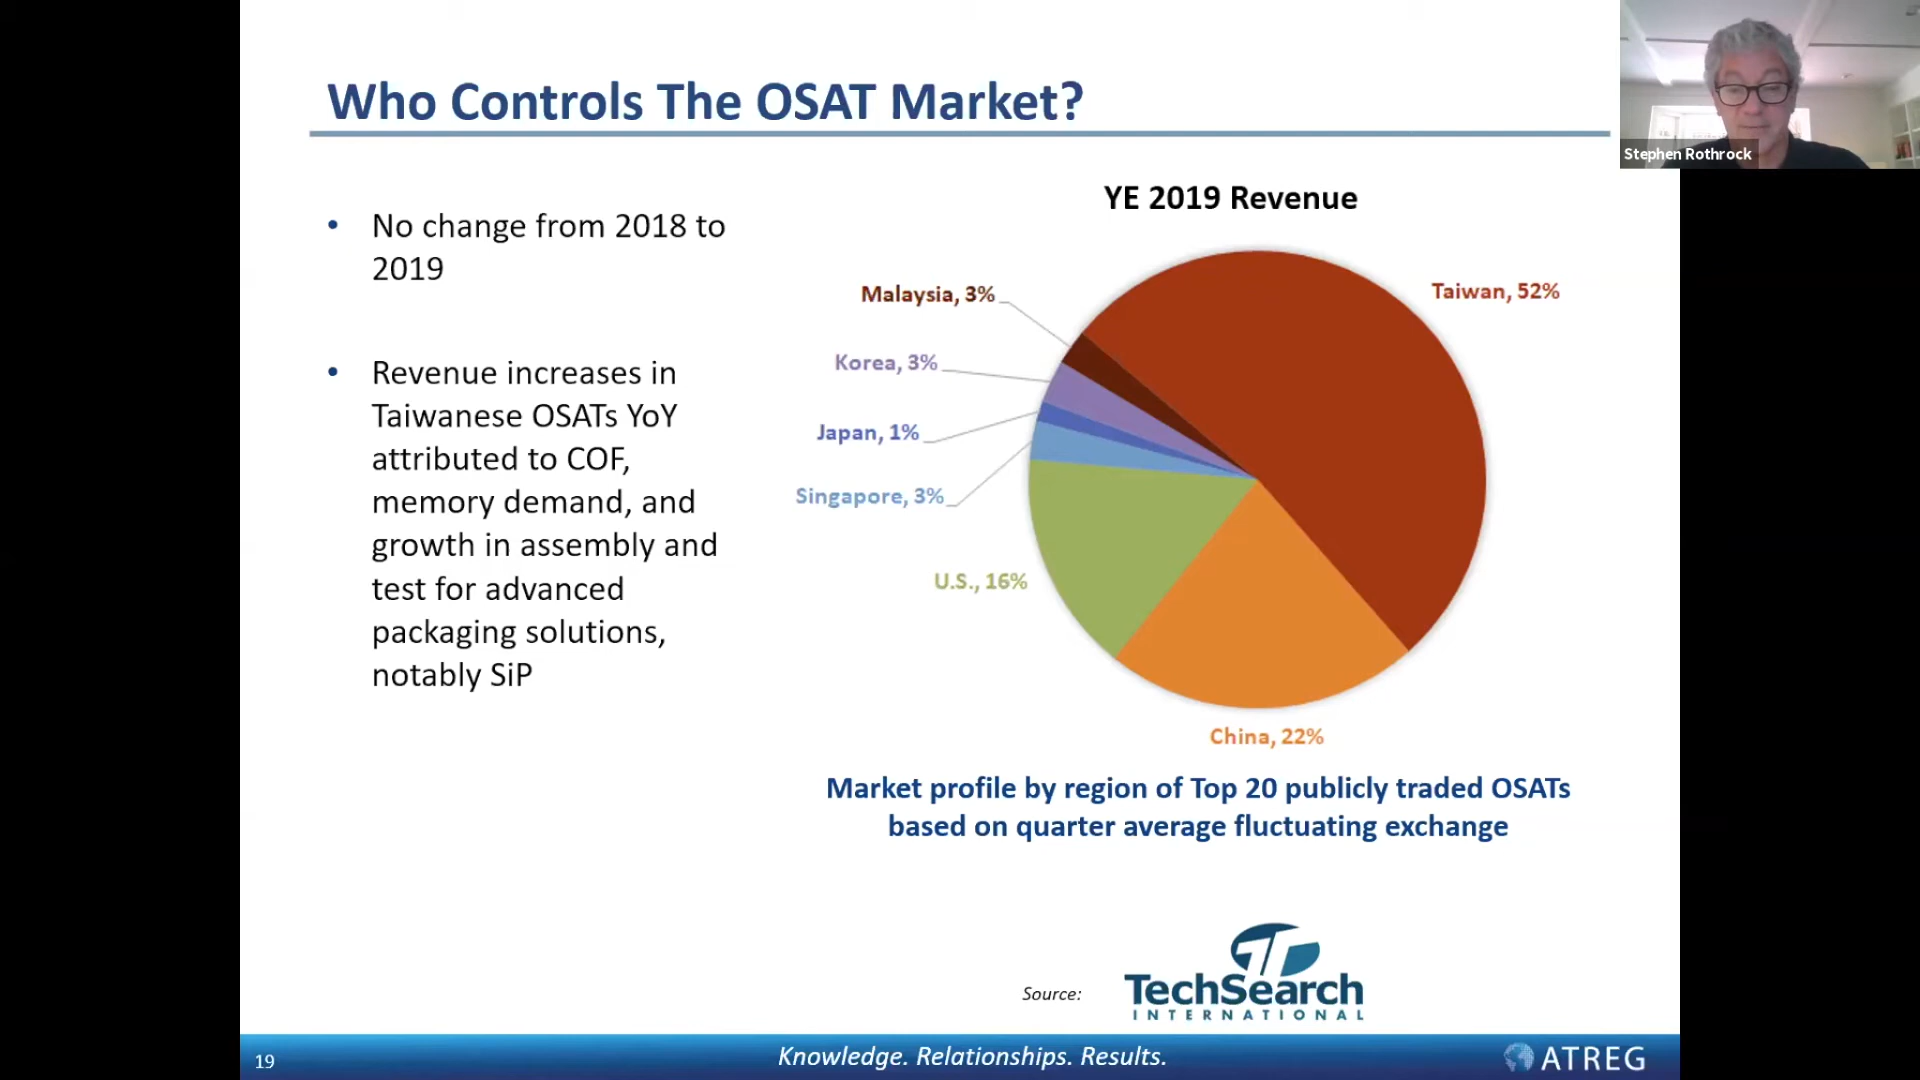 Who Controls The OSAT Market?
Stephen Rothrock
• No change from 2018 to
2019
• Revenue increases in
Taiwanese OSATs YoY
attributed to COF,
memory demand, and
growth in assembly and
test for advanced
packaging solutions,
notably SiP
YE 2019 Revenue
Taiwan, 52%
Malaysia, 3%
Korea, 3%
Japan, 1%
Singapore, 3%
U.S., 16%
China, 22%
Market profile by region of Top 20 publicly traded OSATs
based on quarter average fluctuating exchange
Source:
TechSearch
INTERNATIONAL
19
Knowledge. Relationships. Results.
ATREG